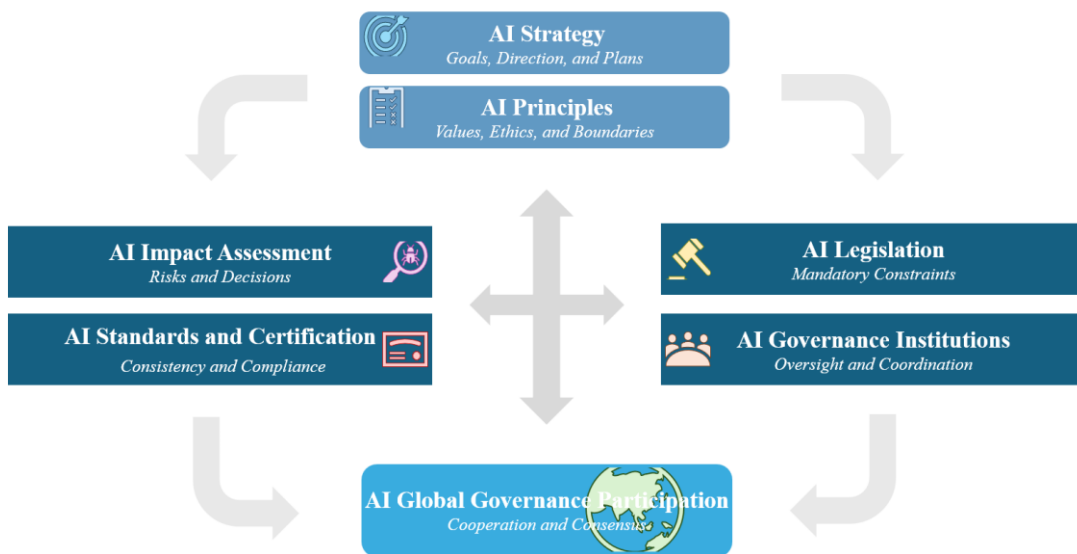 AI Strategy
Goals, Direction, and Plans
AI Principles
Values, Ethics, and Boundaries
AI Impact Assessment
Risks and Decisions
AI Standards and Certification
Consistency and Compliance
AI Legislation
Mandatory Constraints
AI Governance Institutions
Oversight and Coordination
AI Global Governance Participation
Cooperation and Consensus